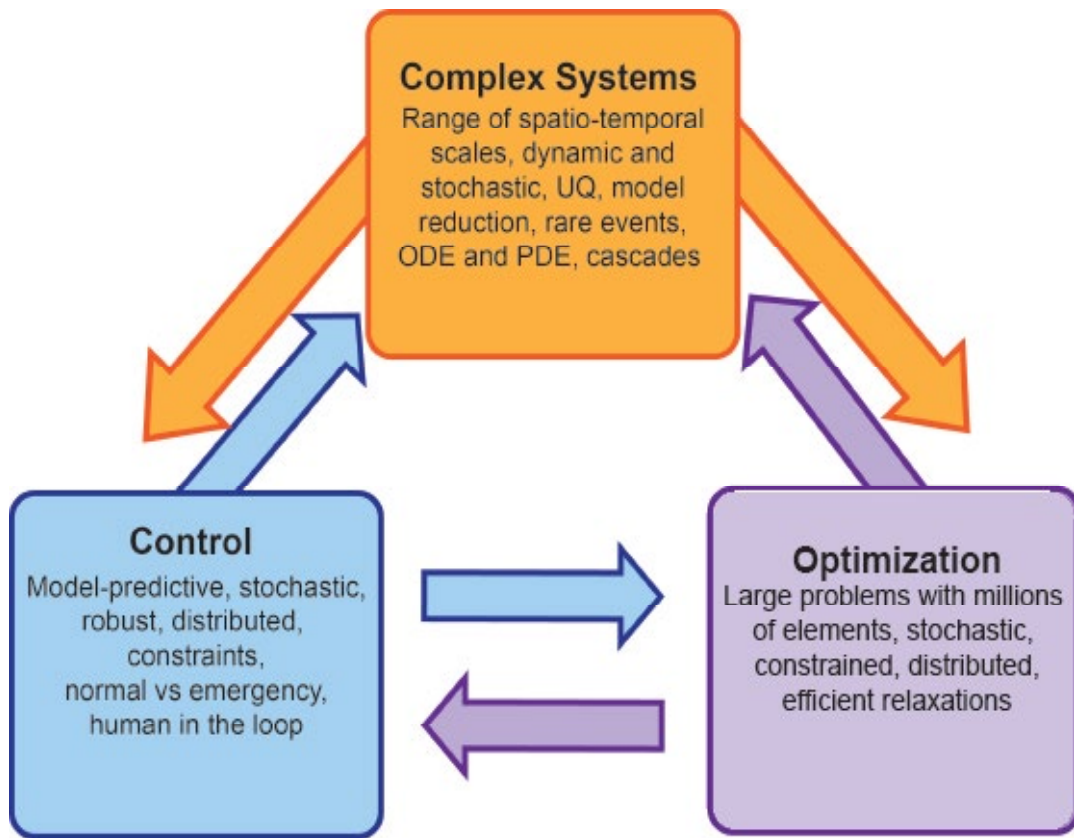 Complex Systems
Range of spatio-temporal
scales, dynamic and
stochastic, UQ, model
reduction, rare events,
ODE and PDE, cascades
Control
Model-predictive, stochastic,
robust, distributed,
constraints,
normal vs emergency,
human in the loop
Optimization
Large problems with millions
of elements, stochastic,
constrained, distributed,
efficient relaxations